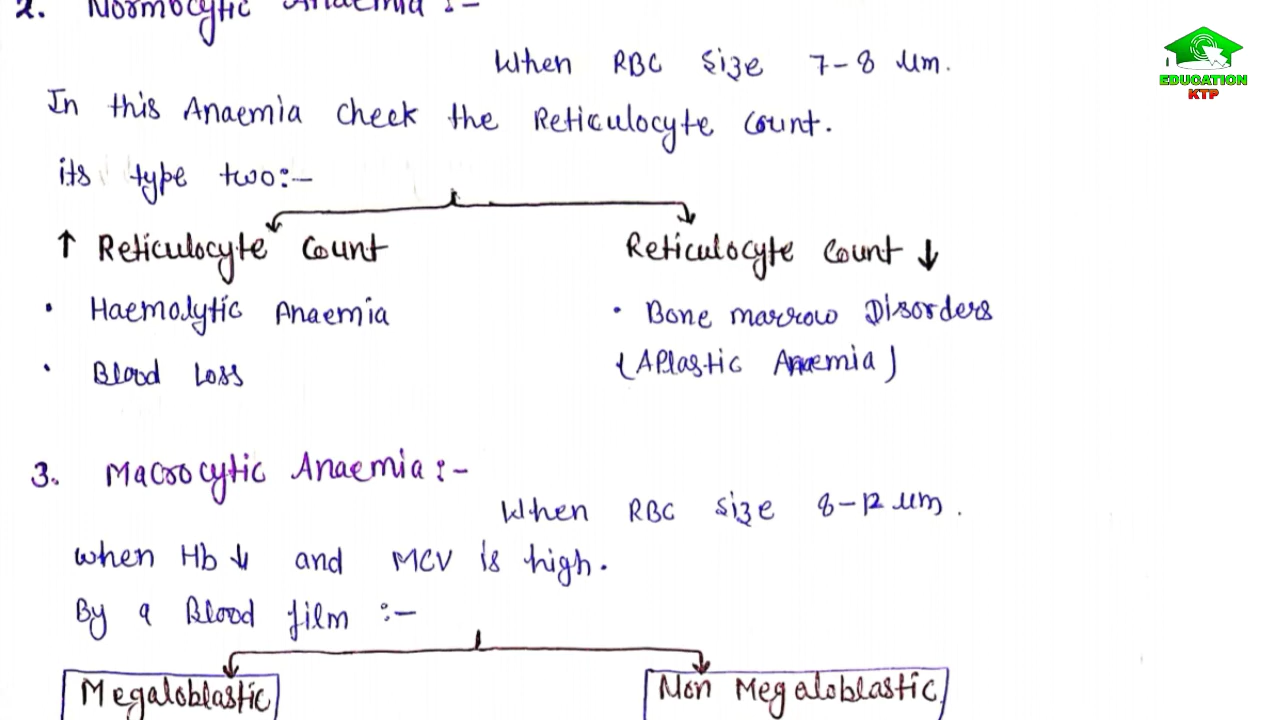 2. Normocytic Anaemia :-
When RBC Size 7-8 um.
EDUCATION
KTP
In this Anaemia check the Reticulocyte Count.
its type two:-
↑ Reticulocyte Count
Reticulocyte Count ↓
• Haemolytic Anaemia
• Bone marrow Disorders
• Blood Loss
(APlastic Anaemia)
3. Macrocytic Anaemia :-
When RBC Size 8-12 um.
when Hb ↓ and MCV is high.
By a Blood film :-
Megaloblastic
Non Megaloblastic